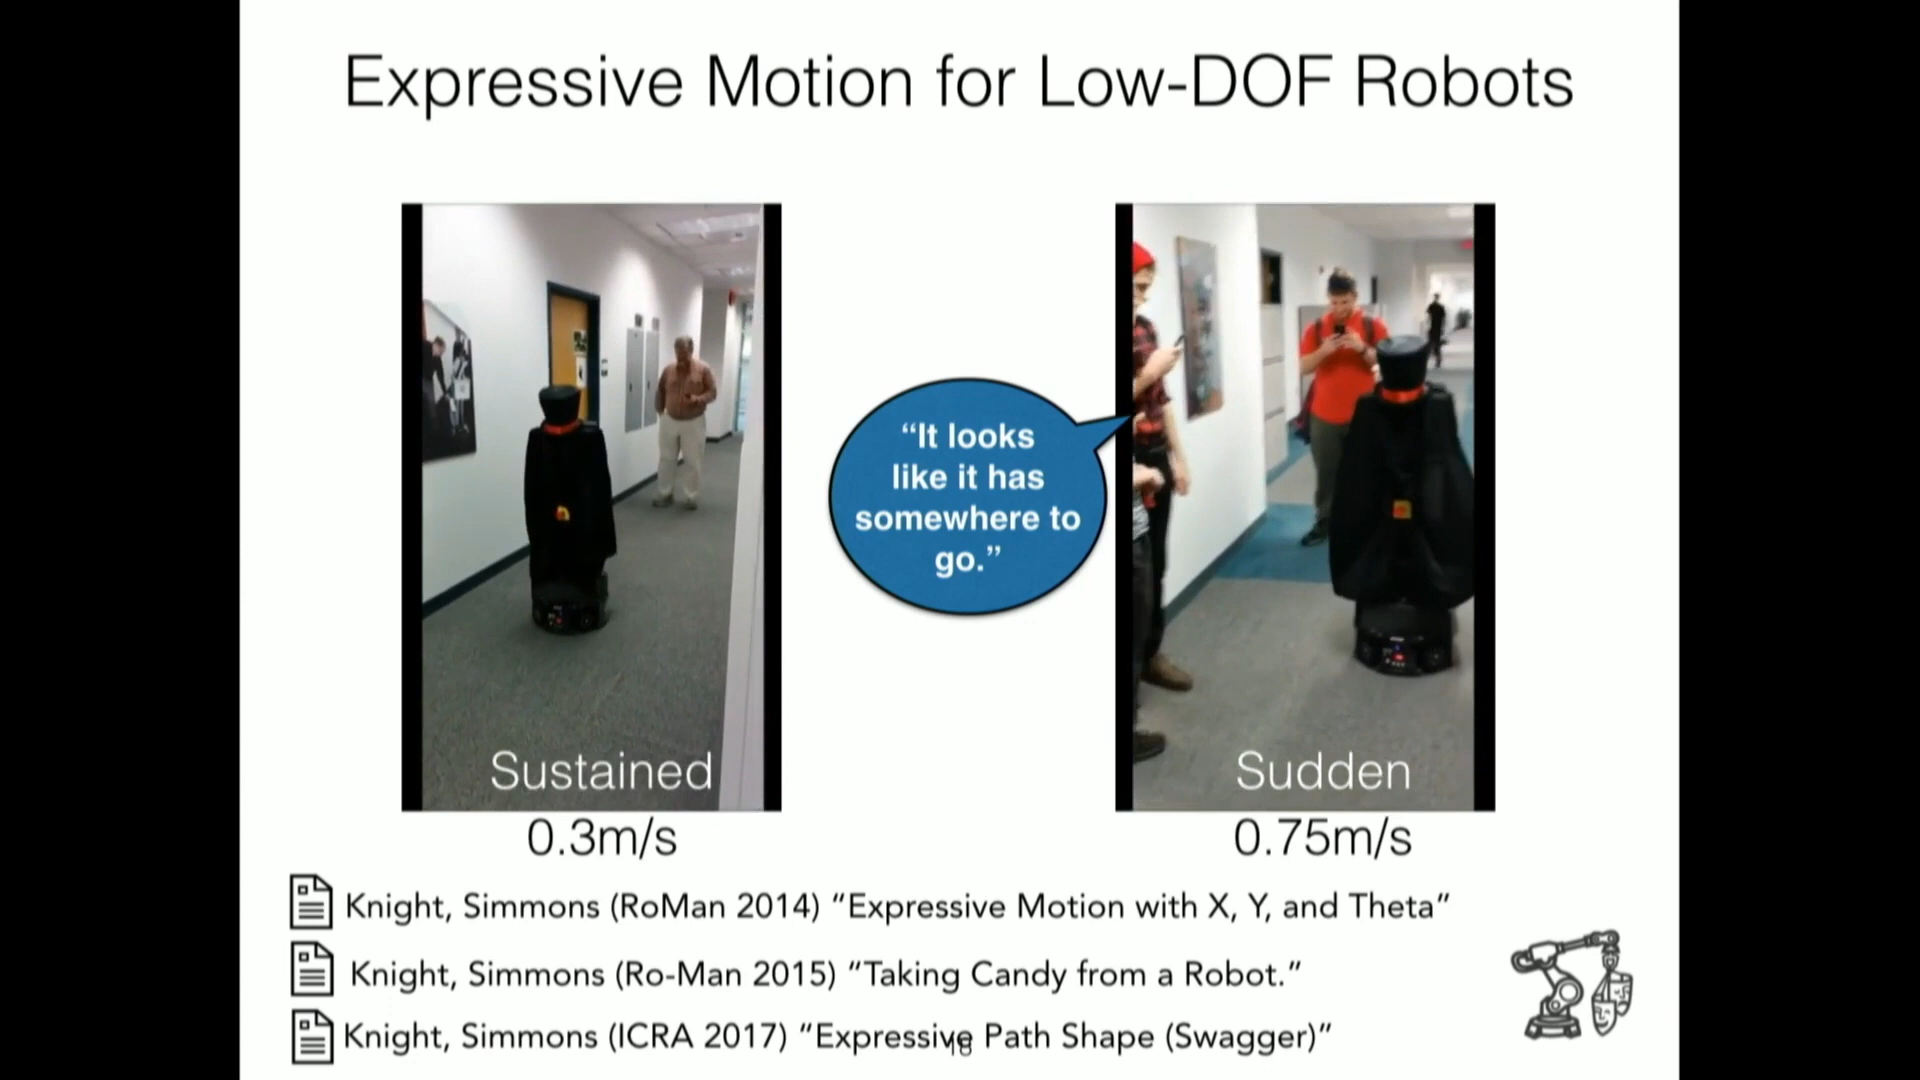 Expressive Motion for Low-DOF Robots
“It looks
like it has
somewhere to
go.”
Sustained
Sudden
0.3m/s
0.75m/s
Knight, Simmons (RoMan 2014) “Expressive Motion with X, Y, and Theta”
Knight, Simmons (Ro-Man 2015) “Taking Candy from a Robot.”
Knight, Simmons (ICRA 2017) “Expressive Path Shape (Swagger)”